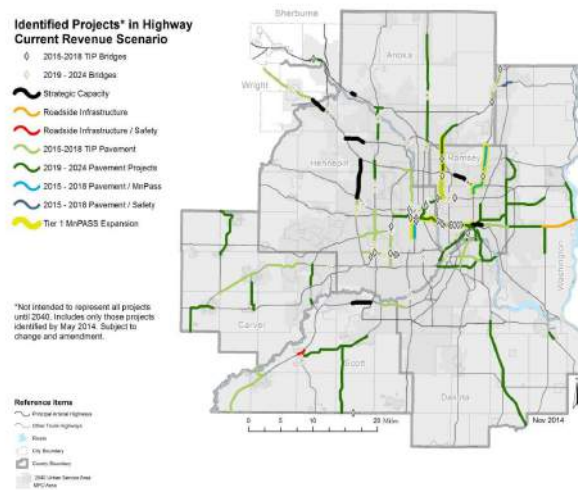 Identified Projects* in Highway
Current Revenue Scenario
2015-2018 TIP Bridges
2019 - 2024 Bridges
Strategic Capacity
Roadside Infrastructure
Roadside Infrastructure / Safety
2015-2018 TIP Pavement
2019 - 2024 Pavement Projects
2015 - 2018 Pavement / MnPass
2015 - 2018 Pavement / Safety
Tier 1 MnPASS Expansion
*Not intended to represent all projects
until 2040. Includes only those projects
identified by May 2014. Subject to
change and amendment.
Reference Items
Principal Arterial Highways
Other Trunk Highways
City Boundary
County Boundary
2040 Urban Service Area
MPO Area
Sherburne
Wright
Anoka
Hennepin
Ramsey
Washington
Carver
Scott
Dakota
0 5 10 20 Miles
Nov 2014